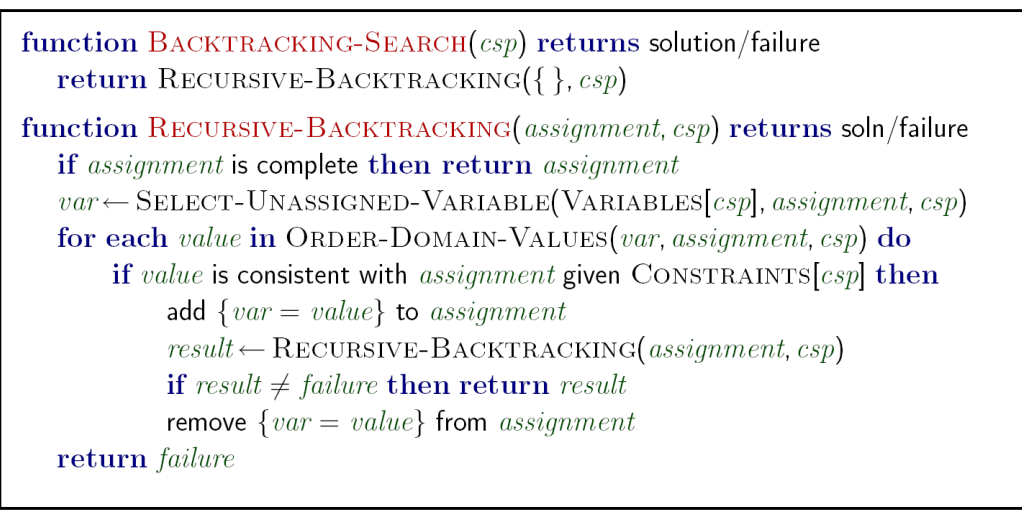 function BACKTRACKING-SEARCH(csp) returns solution/failure
return RECURSIVE-BACKTRACKING({ }, csp)
function RECURSIVE-BACKTRACKING(assignment, csp) returns soln/failure
if assignment is complete then return assignment
var ← SELECT-UNASSIGNED-VARIABLE(VARIABLES[csp], assignment, csp)
for each value in ORDER-DOMAIN-VALUES(var, assignment, csp) do
if value is consistent with assignment given CONSTRAINTS[csp] then
add {var = value} to assignment
result ← RECURSIVE-BACKTRACKING(assignment, csp)
if result ≠ failure then return result
remove {var = value} from assignment
return failure